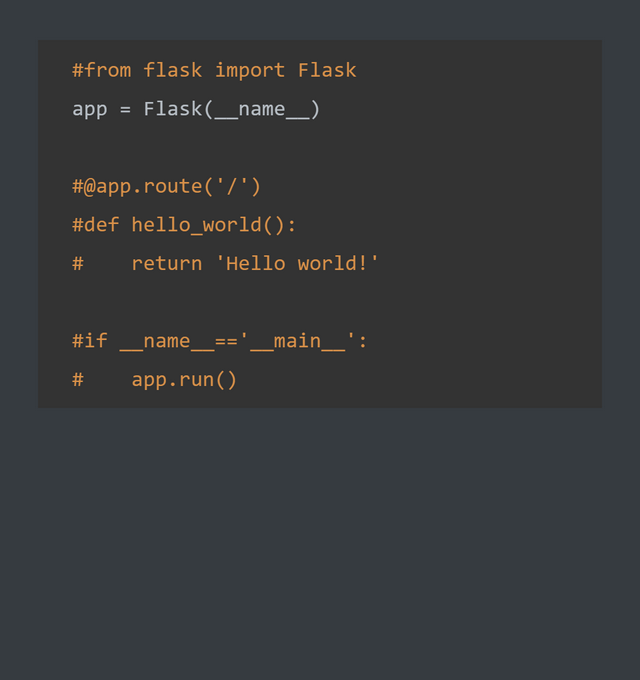 #from flask import Flask
app = Flask(__name__)
#@app.route('/')
#def hello_world():
#    return 'Hello world!'
#if __name__=='__main__':
#    app.run()